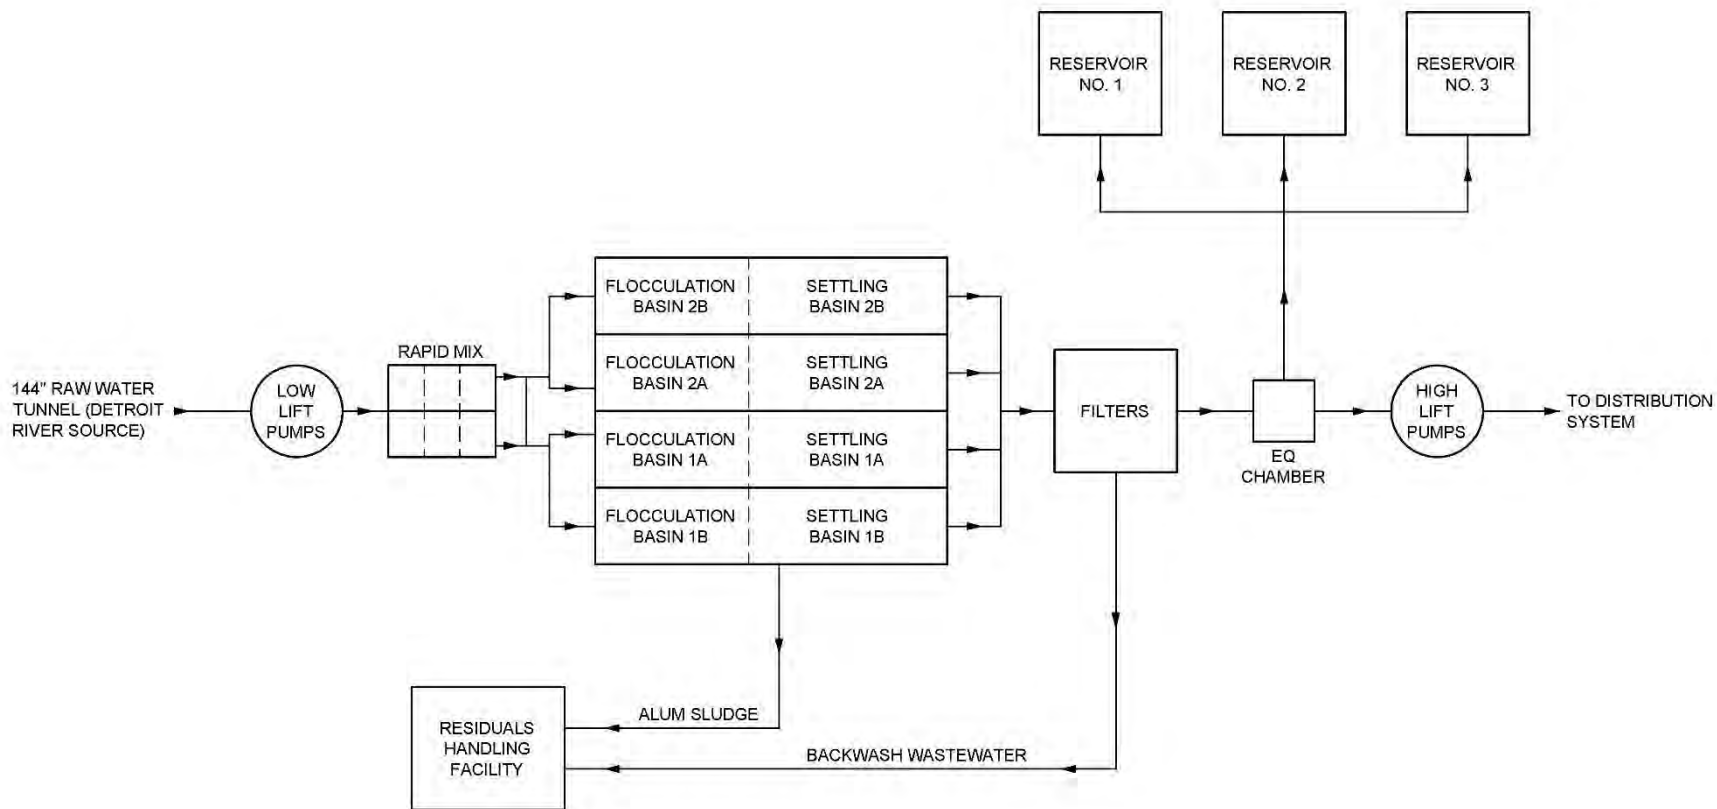 RESERVOIR
NO. 1
RESERVOIR
NO. 2
RESERVOIR
NO. 3
144" RAW WATER
TUNNEL (DETROIT
RIVER SOURCE)
LOW
LIFT
PUMPS
RAPID MIX
FLOCCULATION
BASIN 2B
SETTLING
BASIN 2B
FLOCCULATION
BASIN 2A
SETTLING
BASIN 2A
FLOCCULATION
BASIN 1A
SETTLING
BASIN 1A
FLOCCULATION
BASIN 1B
SETTLING
BASIN 1B
FILTERS
EQ
CHAMBER
HIGH
LIFT
PUMPS
TO DISTRIBUTION
SYSTEM
ALUM SLUDGE
RESIDUALS
HANDLING
FACILITY
BACKWASH WASTEWATER